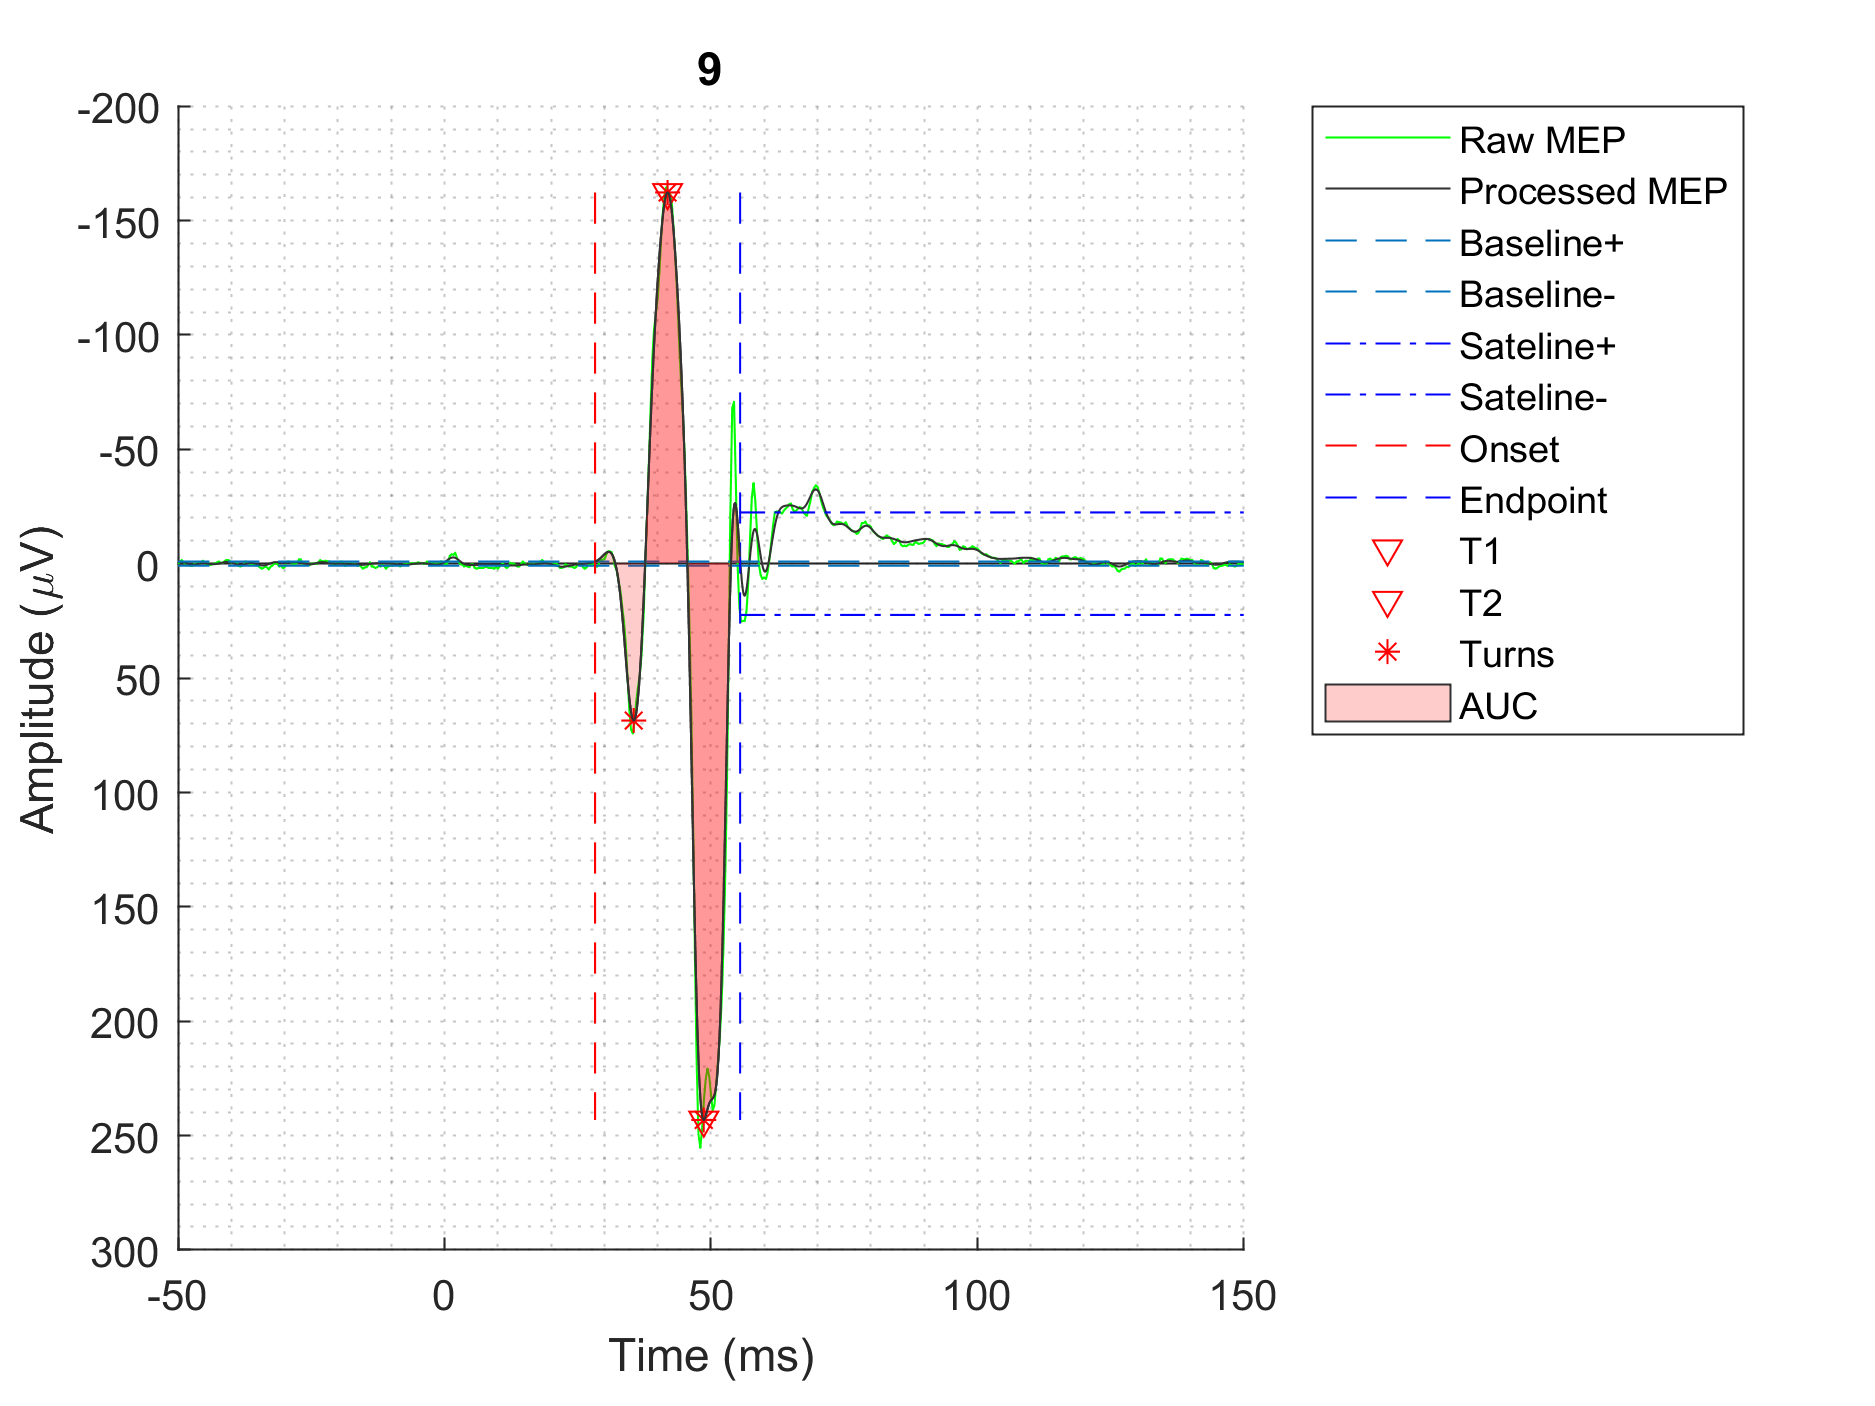 9
-200
-150
-100
-50
0
50
100
150
200
250
300
Amplitude (μV)
-50 0 50 100 150
Time (ms)
Raw MEP
Processed MEP
Baseline+
Baseline-
Sateline+
Sateline-
Onset
Endpoint
T1
T2
Turns
AUC